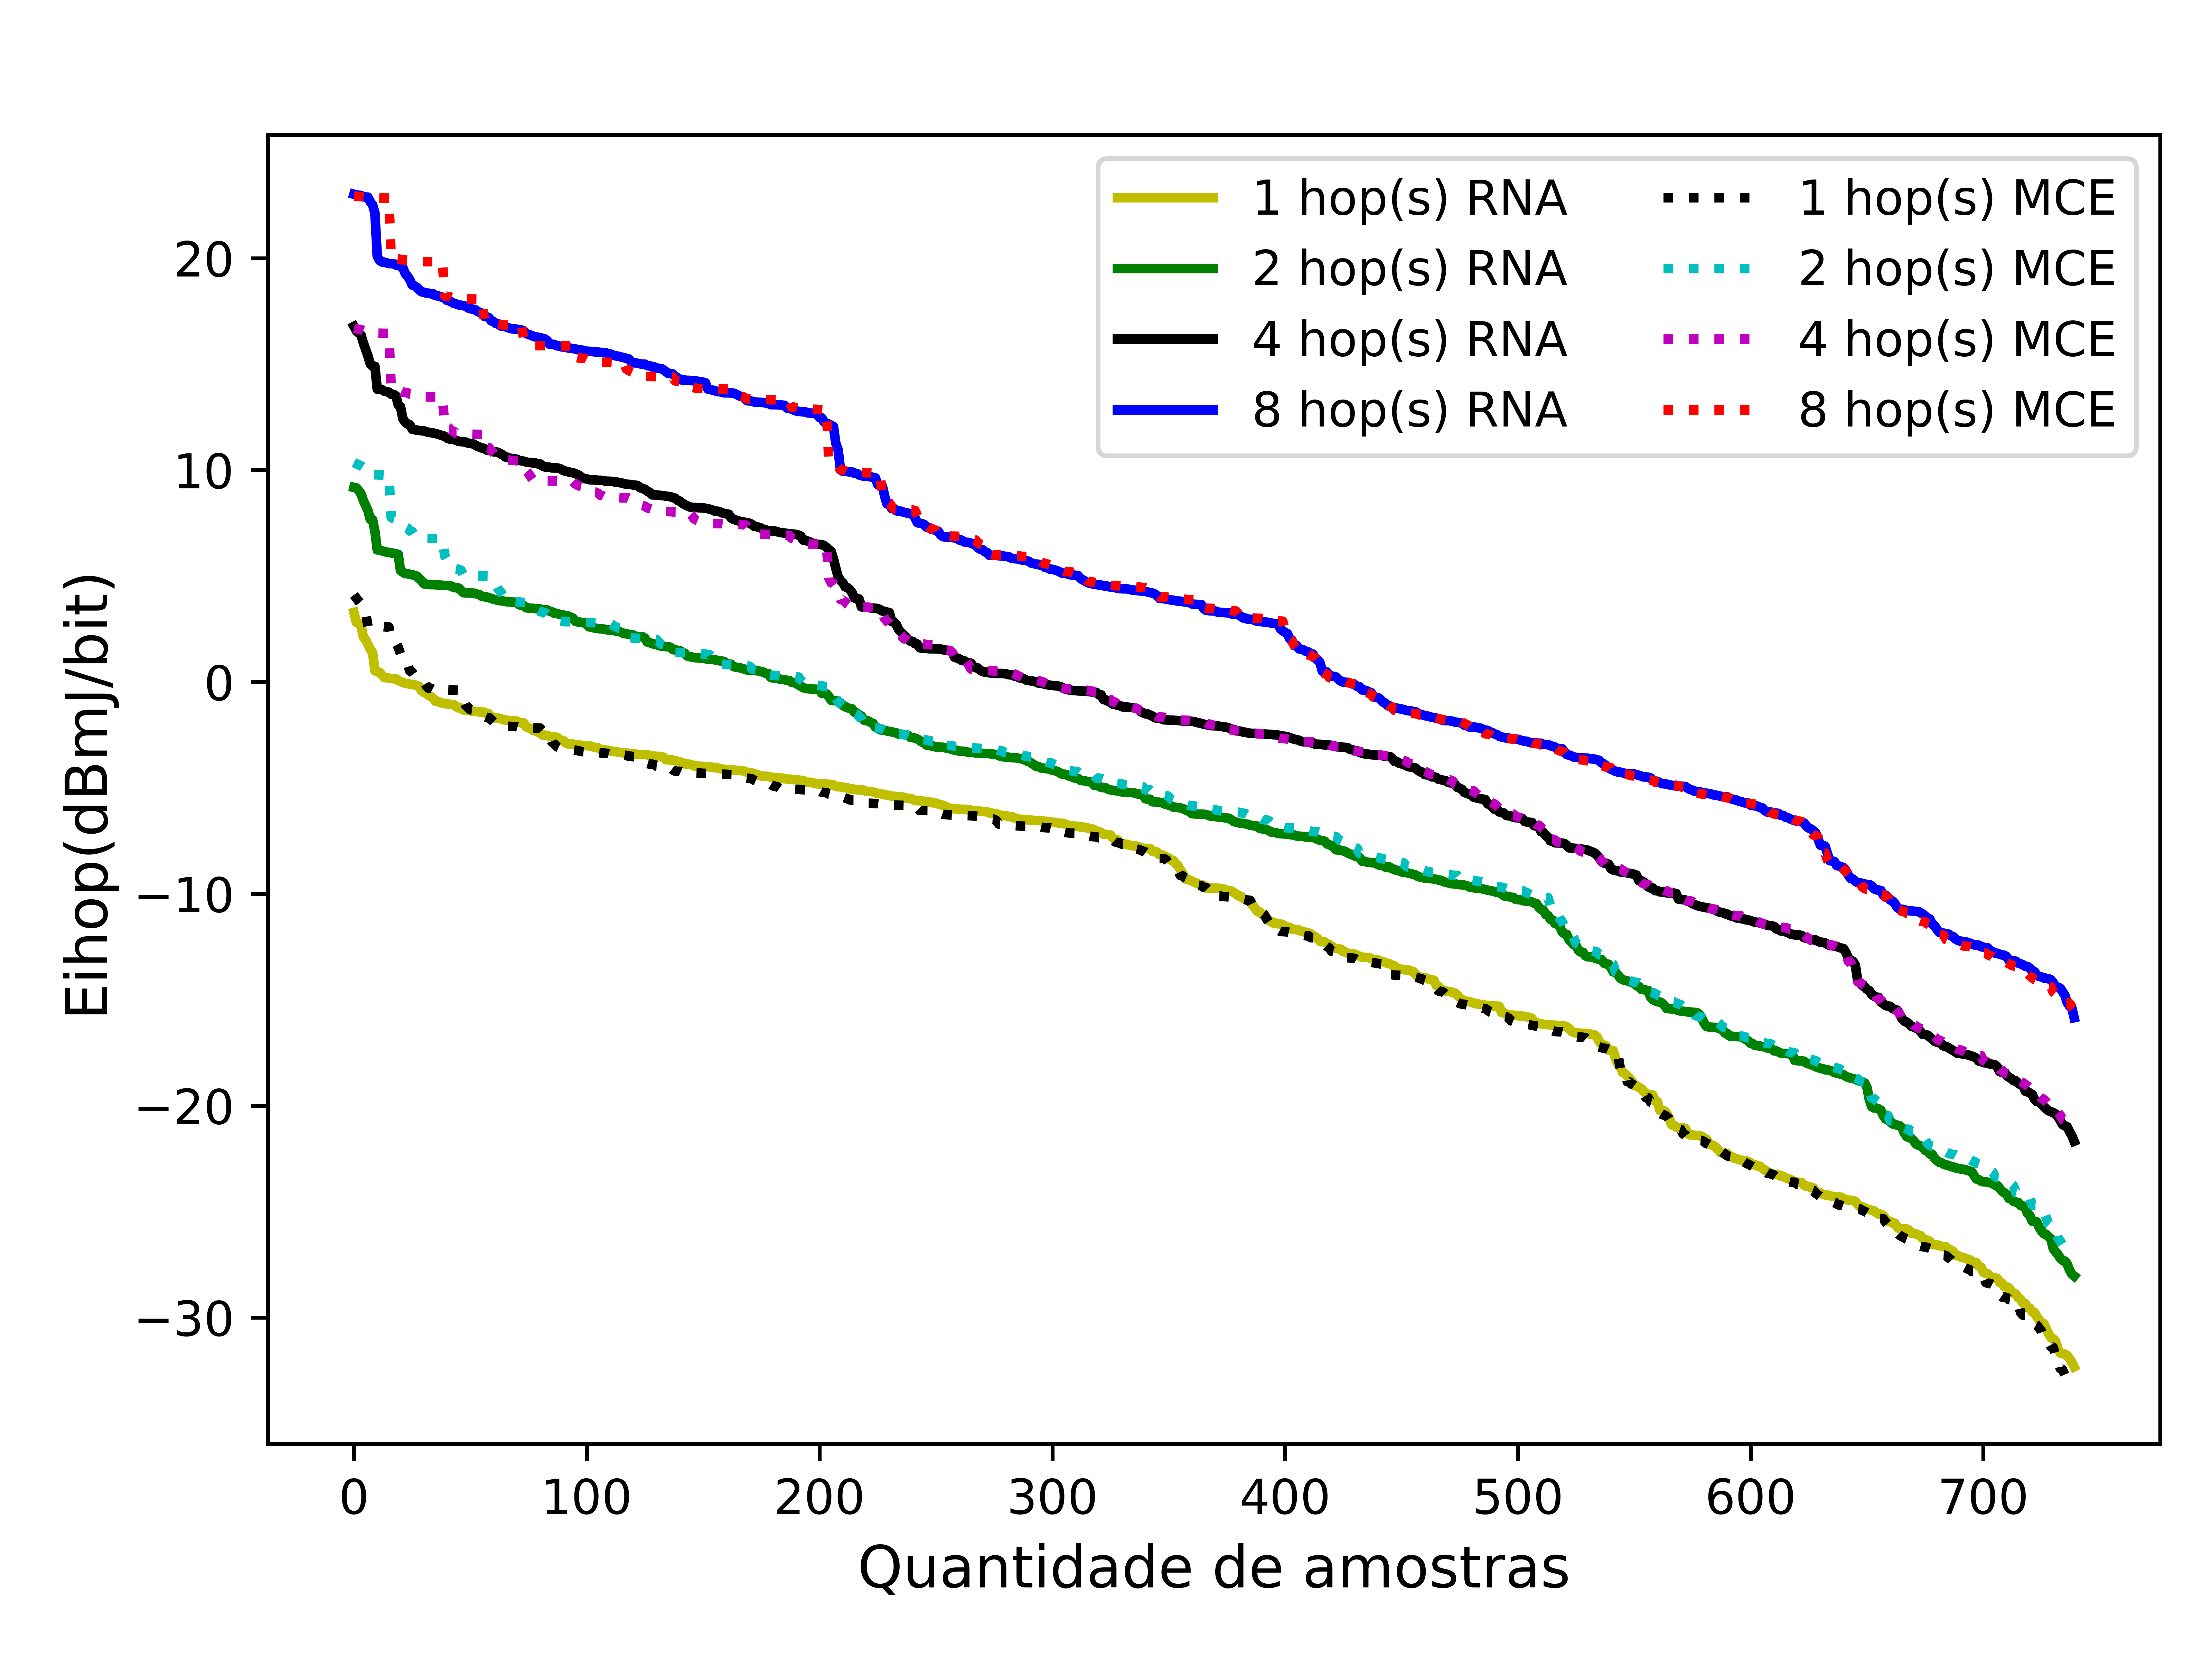 1 hop(s) RNA
2 hop(s) RNA
4 hop(s) RNA
8 hop(s) RNA
1 hop(s) MCE
2 hop(s) MCE
4 hop(s) MCE
8 hop(s) MCE
Eihop(dBmJ/bit)
20
10
0
−10
−20
−30
0 100 200 300 400 500 600 700
Quantidade de amostras